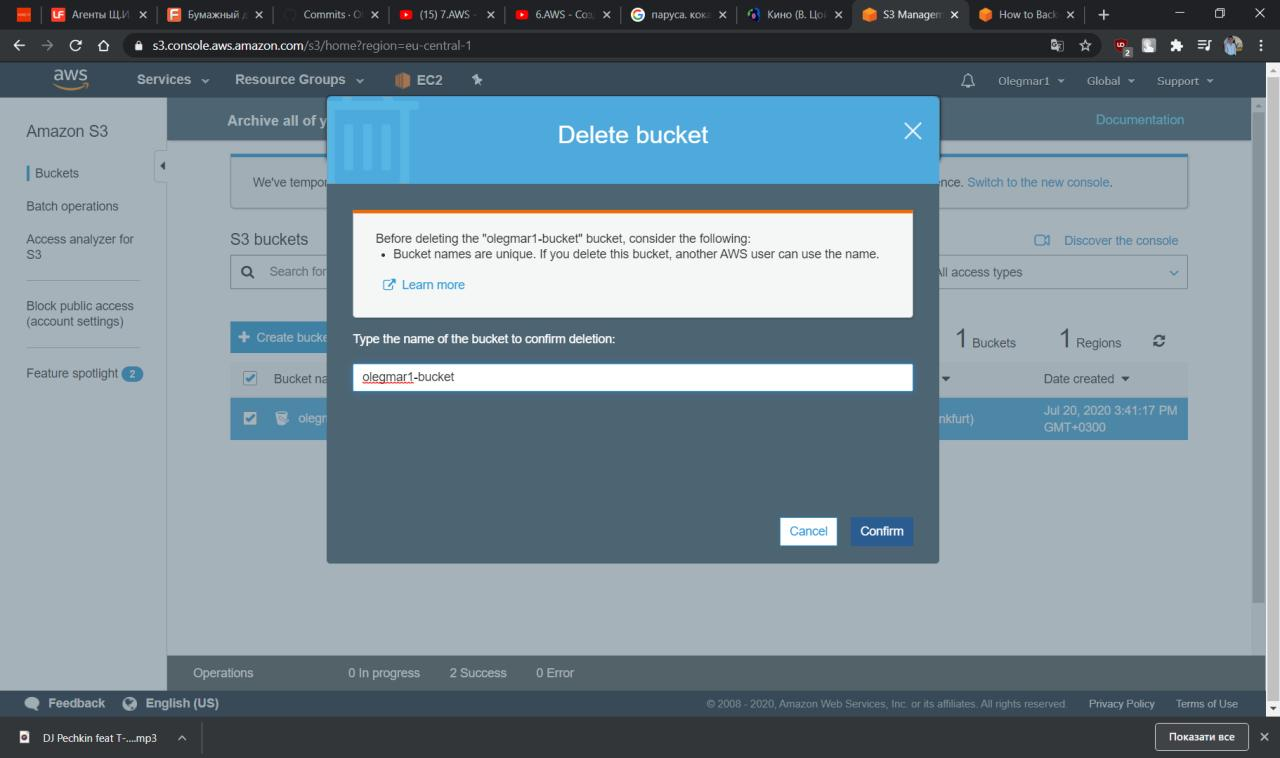 Агенты Щ.И
Бумажный д
Commits · O
(15) 7.AWS -
6.AWS - Соз
паруса. кока
Кино (В. Цой
S3 Managem
How to Back
s3.console.aws.amazon.com/s3/home?region=eu-central-1
2
aws
Services
Resource Groups
EC2
Olegmar1
Global
Support
Amazon S3
Buckets
Batch operations
Access analyzer for
S3
Block public access
(account settings)
Feature spotlight 2
Archive all of y
Documentation
We've tempor
nce. Switch to the new console.
S3 buckets
Discover the console
Search for
All access types
+ Create bucke
1 Buckets
1 Regions
Bucket na
Date created
olegm
nkfurt)
Jul 20, 2020 3:41:17 PM
GMT+0300
Delete bucket
Before deleting the "olegmar1-bucket" bucket, consider the following:
• Bucket names are unique. If you delete this bucket, another AWS user can use the name.
Learn more
Type the name of the bucket to confirm deletion:
olegmar1-bucket
Cancel
Confirm
Operations
0 In progress
2 Success
0 Error
Feedback
English (US)
© 2008 - 2020, Amazon Web Services, Inc. or its affiliates. All rights reserved.
Privacy Policy
Terms of Use
DJ Pechkin feat T-....mp3
Показати все